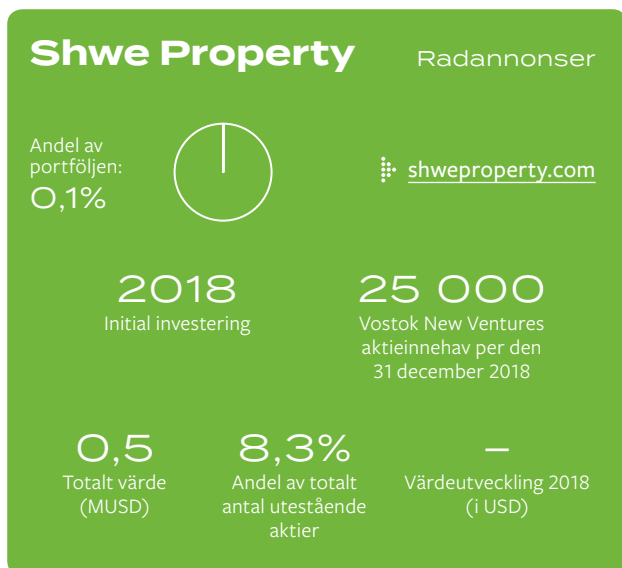 Shwe Property
Radannonser
Andel av
portföljen:
0,1%
shweproperty.com
2018
Initial investering
25 000
Vostok New Ventures
aktieinnehav per den
31 december 2018
0,5
Totalt värde
(MUSD)
8,3%
Andel av totalt
antal utestående
aktier
–
Värdeutveckling 2018
(i USD)